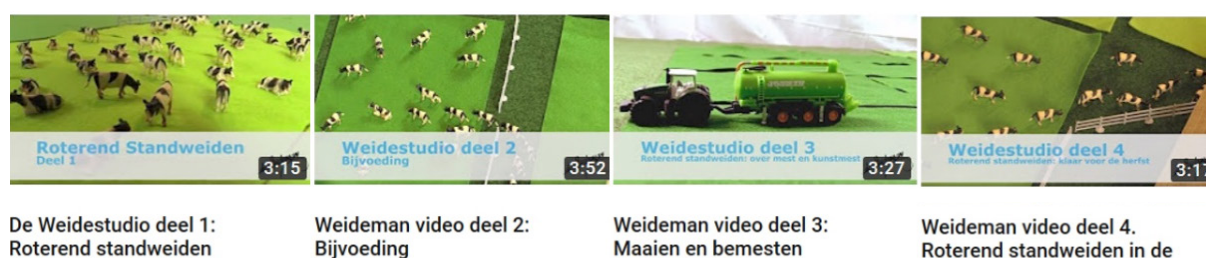 Roterend Standweiden
Deel 1
3:15
Weidestudio deel 2
Bijvoeding
3:52
Weidestudio deel 3
Roterend standweiden: over mest en kunstmest
3:27
Weidestudio deel 4
Roterend standweiden: klaar voor de herfst
3:17
De Weidestudio deel 1:
Roterend standweiden
Weideman video deel 2:
Bijvoeding
Weideman video deel 3:
Maaien en bemesten
Weideman video deel 4.
Roterend standweiden in de